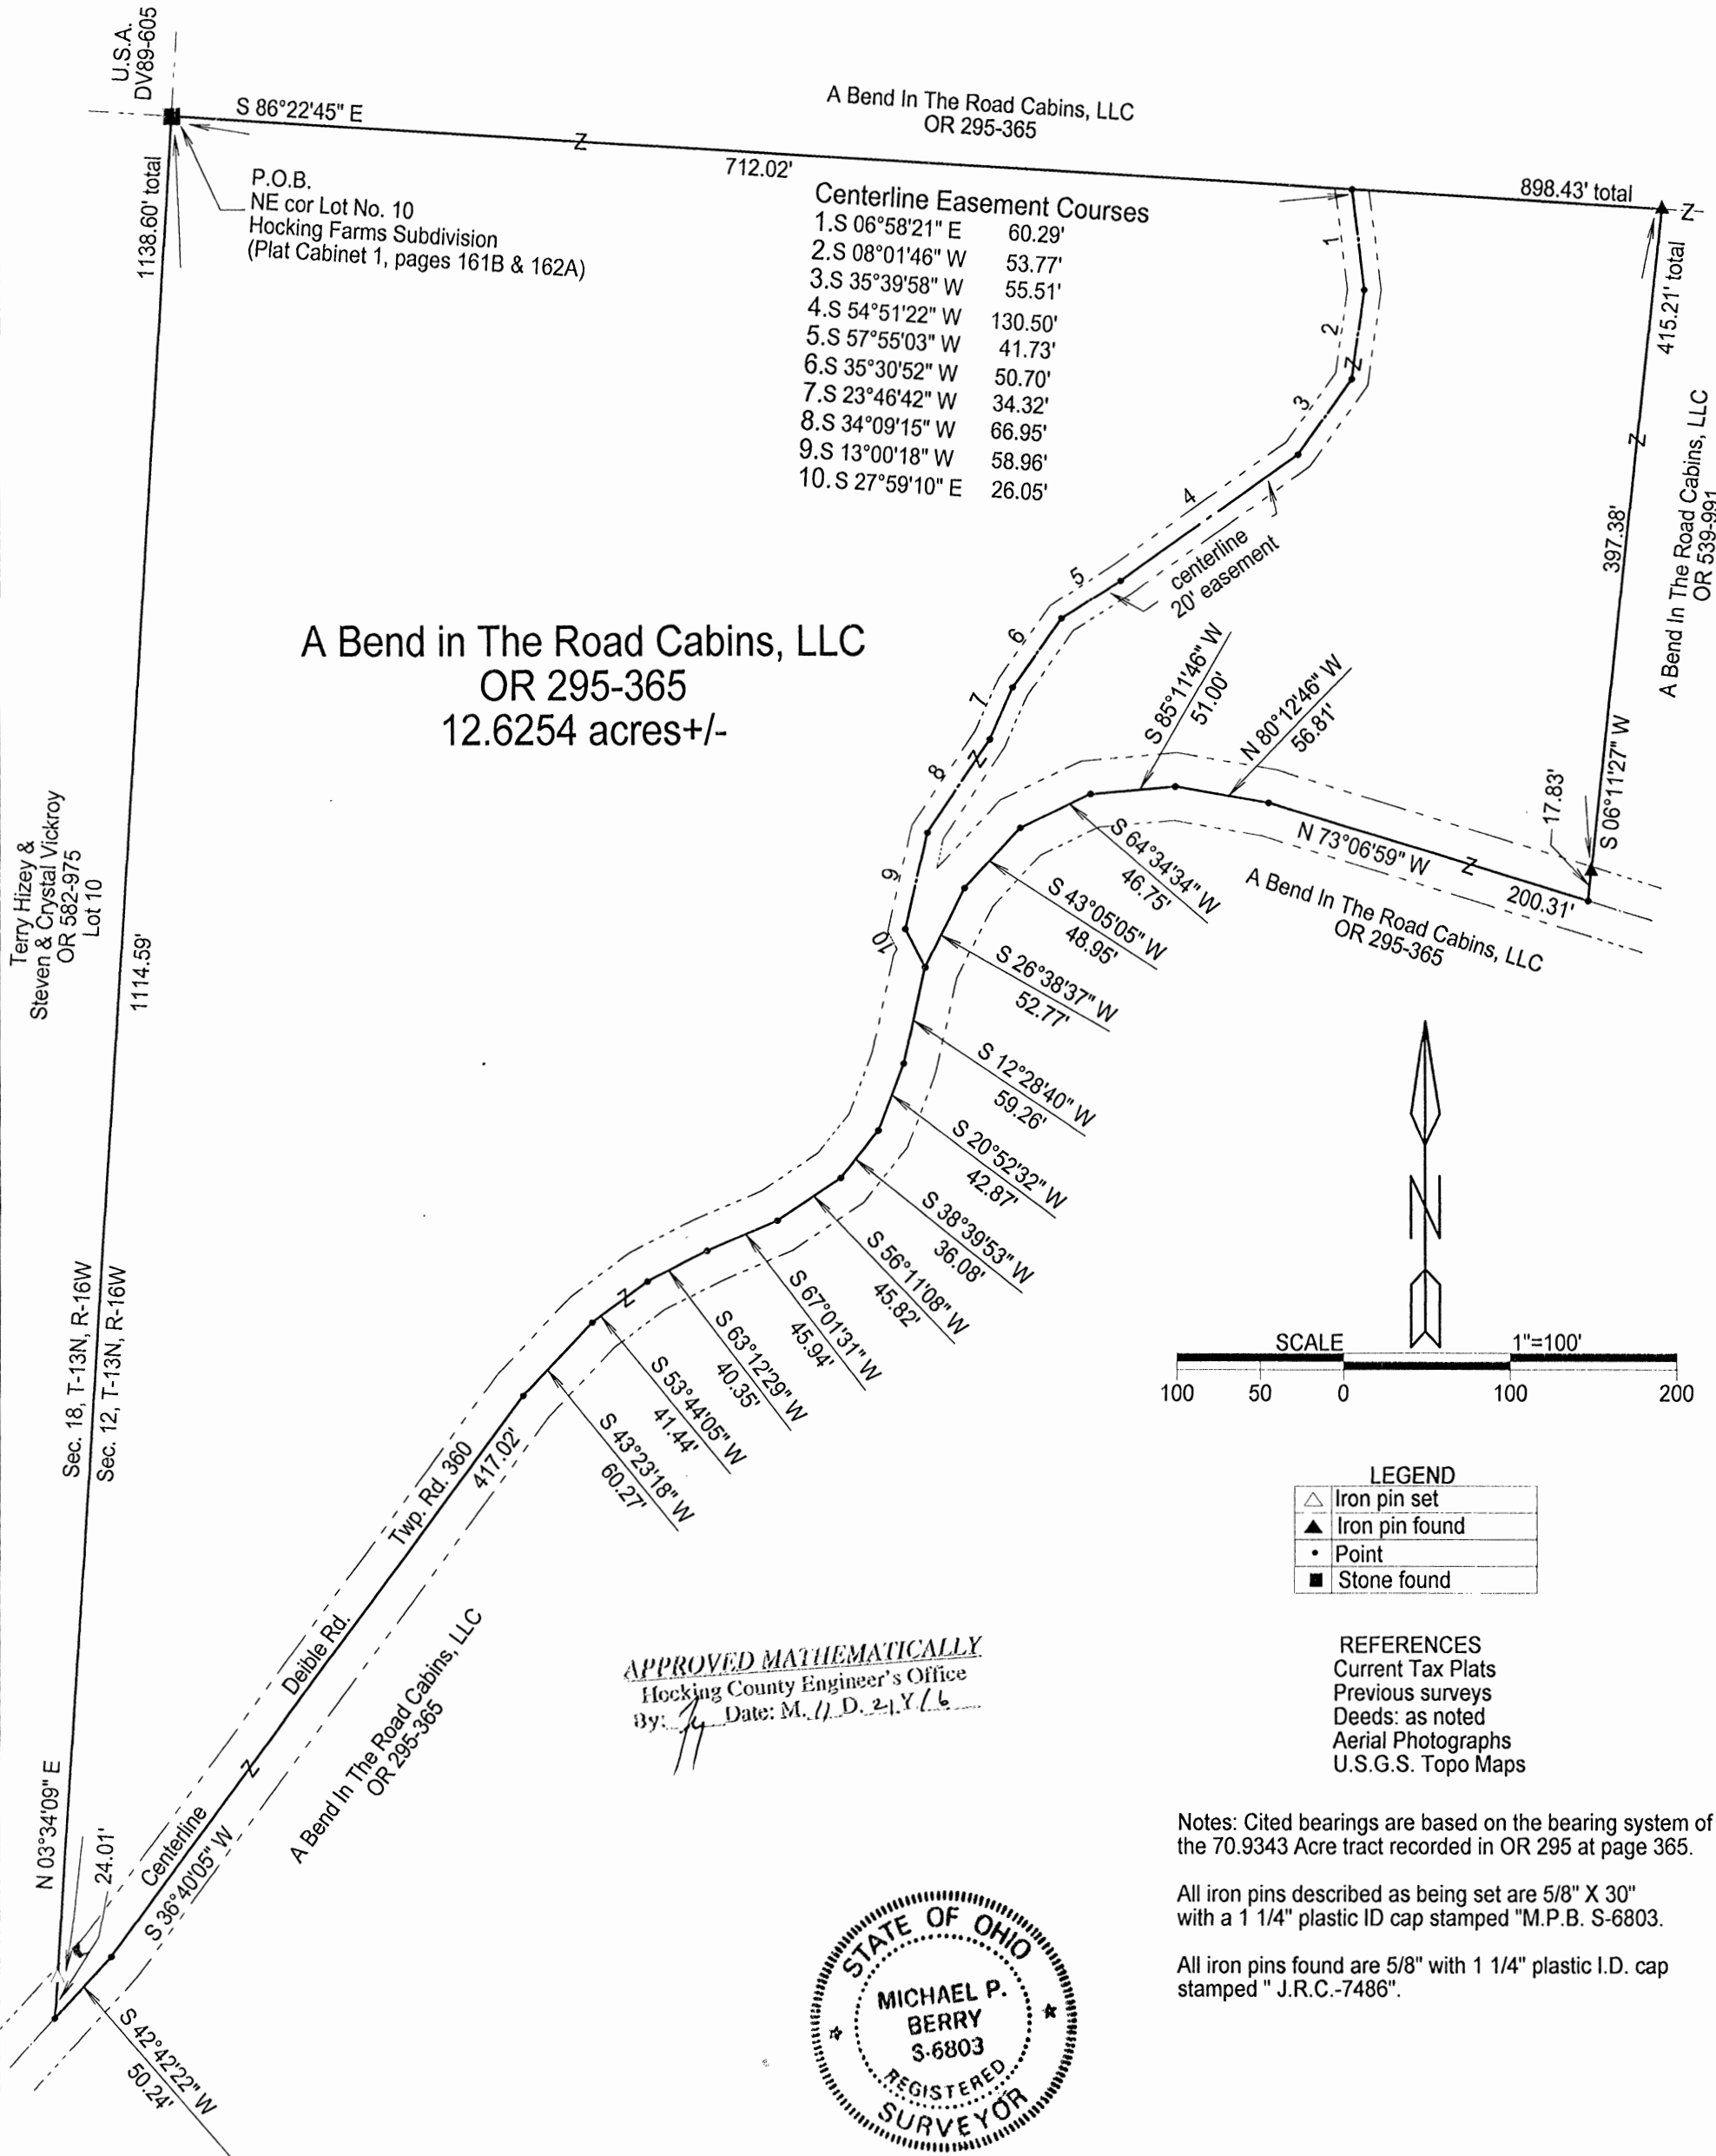 U.S.A.
DV89-605
S 86°22'45" E
A Bend In The Road Cabins, LLC
OR 295-365
712.02'
898.43' total
1138.60' total
P.O.B.
NE cor Lot No. 10
Hocking Farms Subdivision
(Plat Cabinet 1, pages 161B & 162A)
Centerline Easement Courses
1.S 06°58'21" E 60.29'
2.S 08°01'46" W 53.77'
3.S 35°39'58" W 55.51'
4.S 54°51'22" W 130.50'
5.S 57°55'03" W 41.73'
6.S 35°30'52" W 50.70'
7.S 23°46'42" W 34.32'
8.S 34°09'15" W 66.95'
9.S 13°00'18" W 58.96'
10.S 27°59'10" E 26.05'
1
2
3
4
5
6
7
8
9
10
415.21' total
397.38'
A Bend In The Road Cabins, LLC
OR 539-991
S 06°11'27" W
17.83'
centerline
20' easement
A Bend in The Road Cabins, LLC
OR 295-365
12.6254 acres+/-
S 85°11'46" W
51.00'
N 80°12'46" W
56.81'
N 73°06'59" W
200.31'
A Bend In The Road Cabins, LLC
OR 295-365
S 64°34'34" W
46.75'
S 43°05'05" W
48.95'
S 26°38'37" W
52.77'
S 12°28'40" W
59.26'
S 20°52'32" W
42.87'
S 38°39'53" W
36.08'
S 56°11'08" W
45.82'
S 67°01'31" W
45.94'
S 63°12'29" W
40.35'
S 53°44'05" W
41.44'
S 43°23'18" W
60.27'
Terry Hizey &
Steven & Crystal Vickroy
OR 582-975
Lot 10
1114.59'
Sec. 18, T-13N, R-16W
Sec. 12, T-13N, R-16W
N 03°34'09" E
24.01'
Centerline
Deible Rd.
Twp. Rd. 360
417.02'
S 36°40'05" W
A Bend In The Road Cabins, LLC
OR 295-365
S 42°42'22" W
50.24'
N
SCALE 1"=100'
100 50 0 100 200
LEGEND
Iron pin set
Iron pin found
Point
Stone found
REFERENCES
Current Tax Plats
Previous surveys
Deeds: as noted
Aerial Photographs
U.S.G.S. Topo Maps
APPROVED MATHEMATICALLY
Hocking County Engineer's Office
By: Date: M. 11 D. 21 Y. 16
Notes: Cited bearings are based on the bearing system of
the 70.9343 Acre tract recorded in OR 295 at page 365.
All iron pins described as being set are 5/8" X 30"
with a 1 1/4" plastic ID cap stamped "M.P.B. S-6803.
All iron pins found are 5/8" with 1 1/4" plastic I.D. cap
stamped " J.R.C.-7486".
STATE OF OHIO
MICHAEL P.
BERRY
S-6803
REGISTERED
SURVEYOR